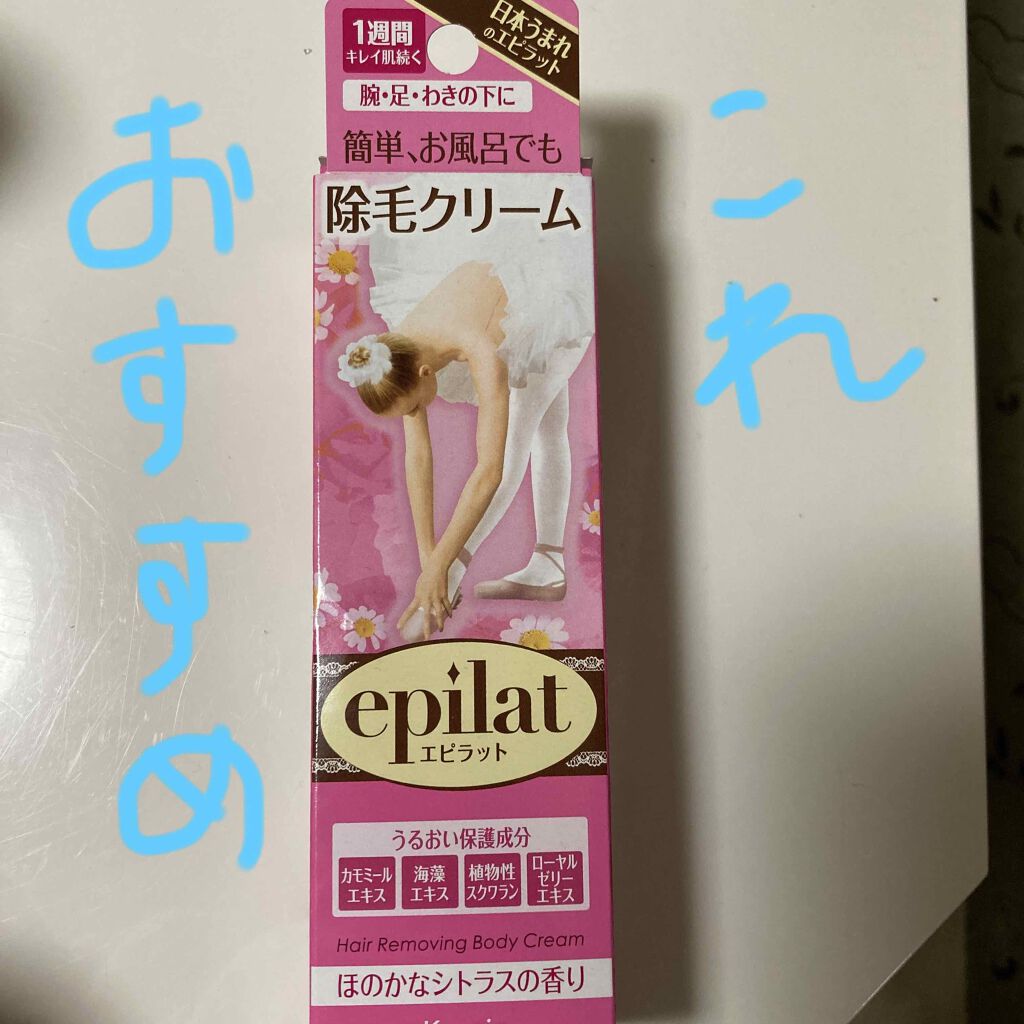 これ
おすすめ
1週間
キレイ肌続く
日本うまれ
のエピラット
腕・足・わきの下に
簡単、お風呂でも
除毛クリーム
epilat
エピラット
うるおい保護成分
カモミール
エキス
海藻
エキス
植物性
スクワラン
ローヤル
ゼリー
エキス
Hair Removing Body Cream
ほのかなシトラスの香り